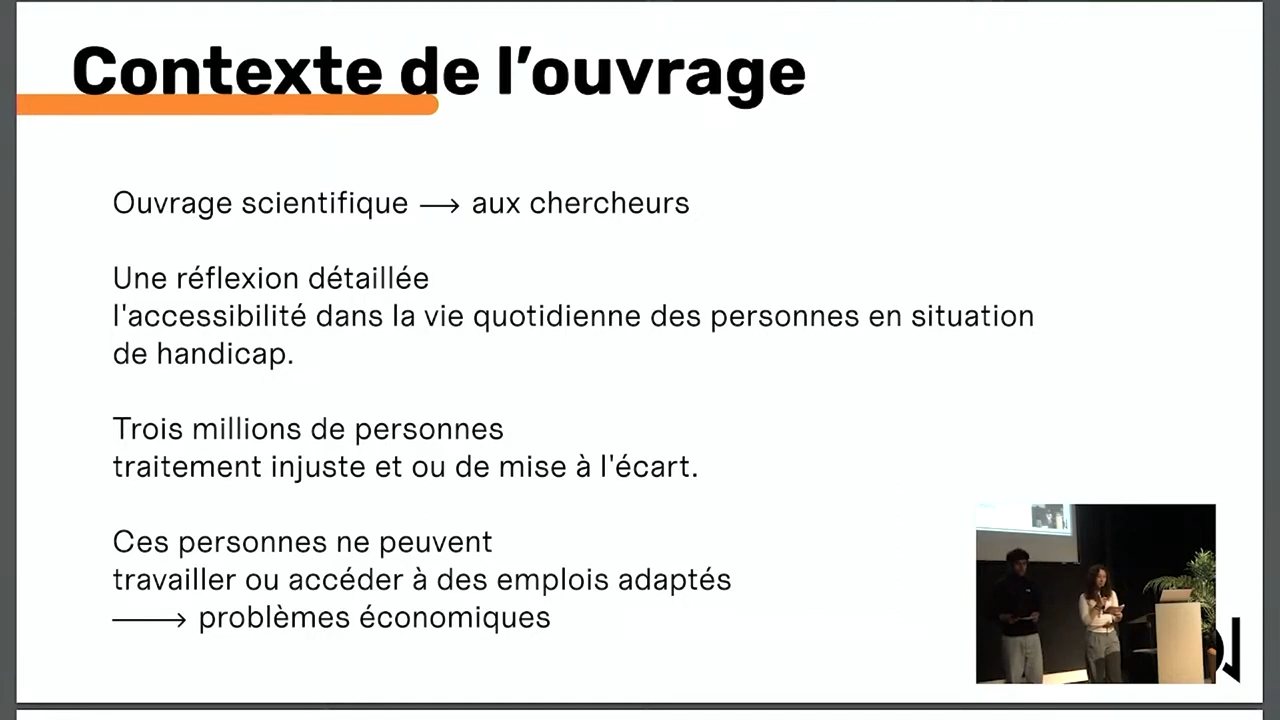 Contexte de l’ouvrage
Ouvrage scientifique ⟶ aux chercheurs
Une réflexion détaillée
l'accessibilité dans la vie quotidienne des personnes en situation
de handicap.
Trois millions de personnes
traitement injuste et ou de mise à l'écart.
Ces personnes ne peuvent
travailler ou accéder à des emplois adaptés
⟶ problèmes économiques